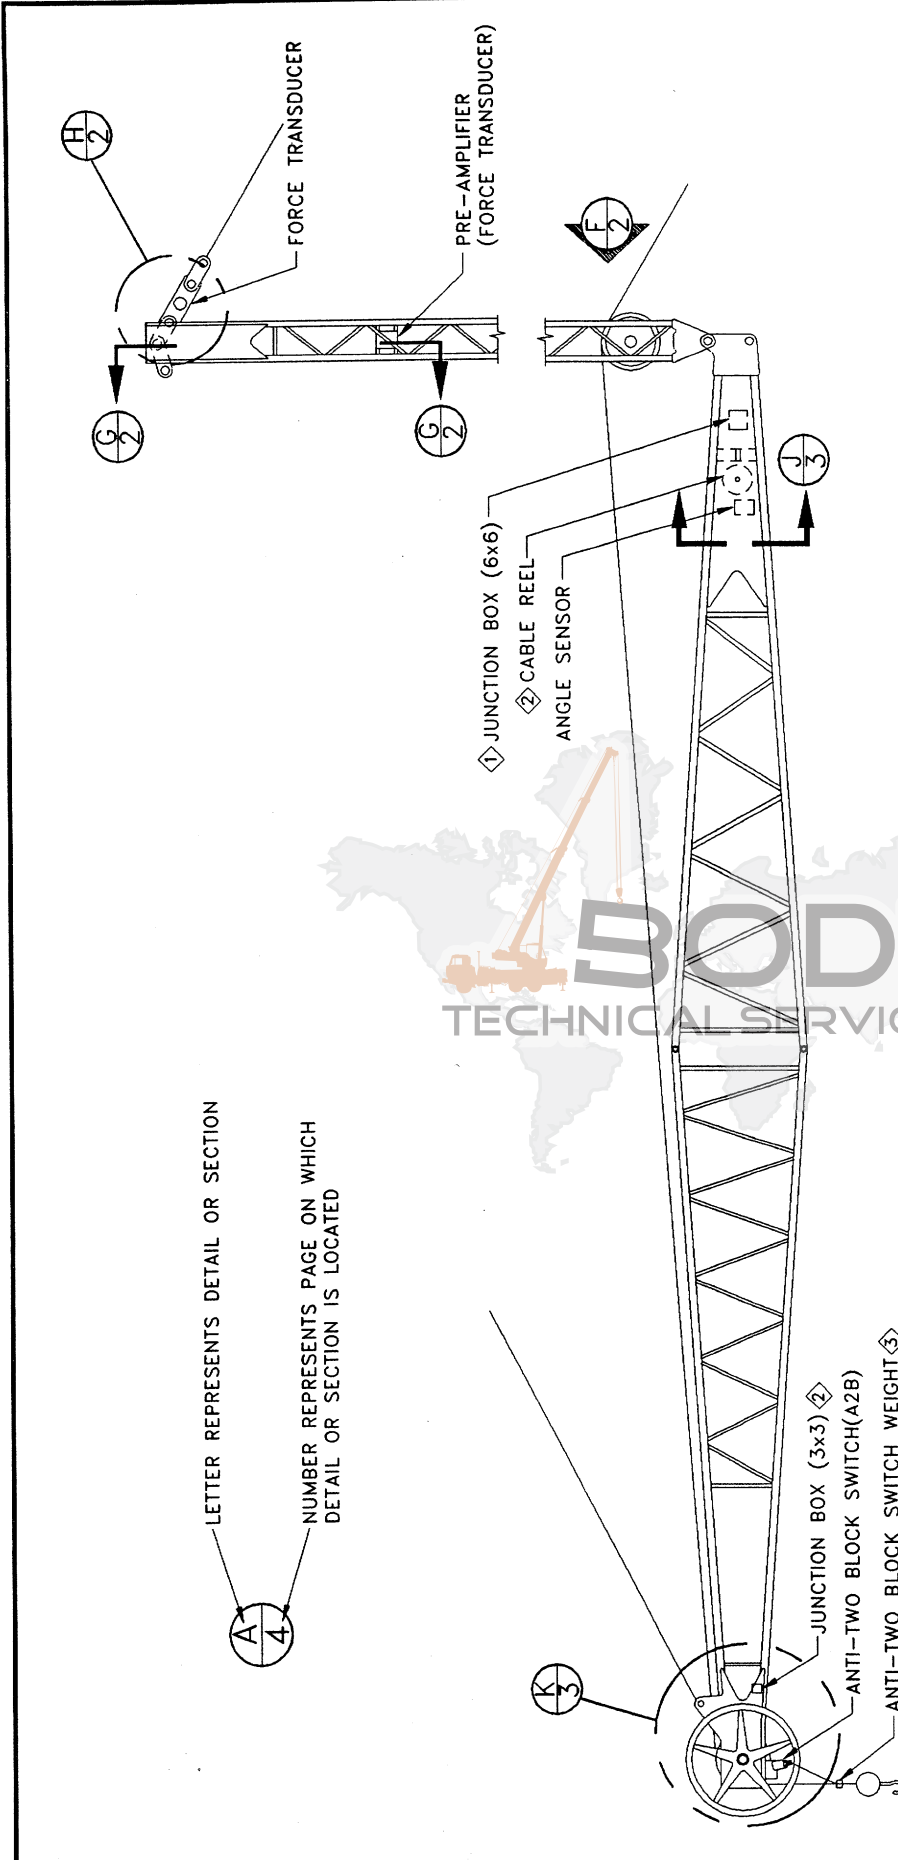 H
2
FORCE TRANSDUCER
PRE-AMPLIFIER
(FORCE TRANSDUCER)
F
2
G
2
G
2
J
3
1 JUNCTION BOX (6x6)
2 CABLE REEL
ANGLE SENSOR
BOD
TECHNICAL SERVIC
LETTER REPRESENTS DETAIL OR SECTION
NUMBER REPRESENTS PAGE ON WHICH
DETAIL OR SECTION IS LOCATED
A
4
K
3
JUNCTION BOX (3x3) 2
ANTI-TWO BLOCK SWITCH(A2B)
ANTI-TWO BLOCK SWITCH WEIGHT 3